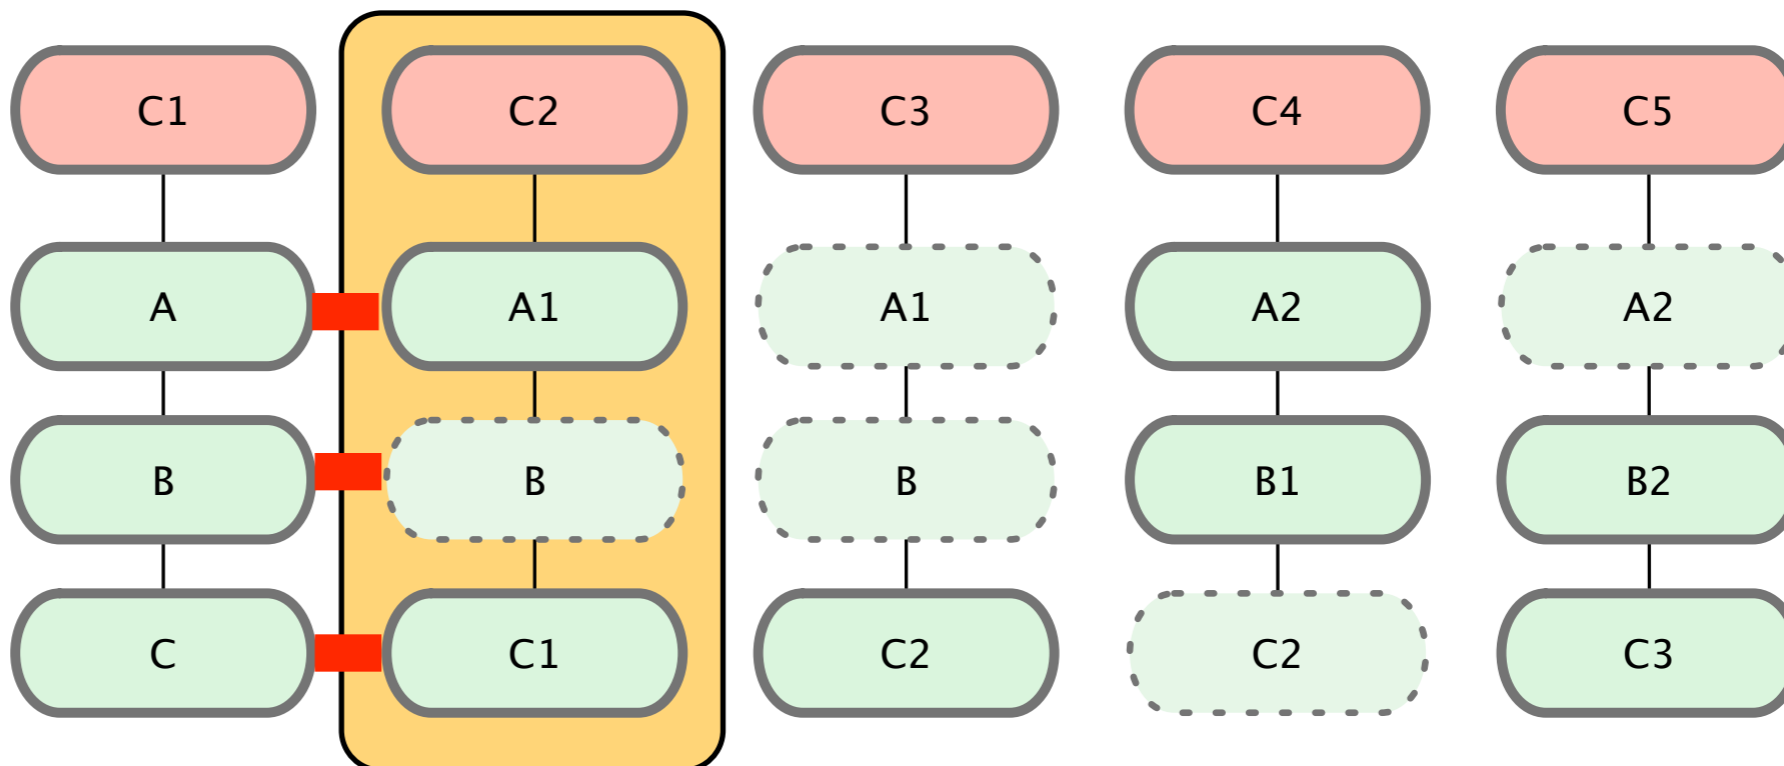 C1 C2 C3 C4 C5
A A1 A1 A2 A2
B B B B1 B2
C C1 C2 C2 C3